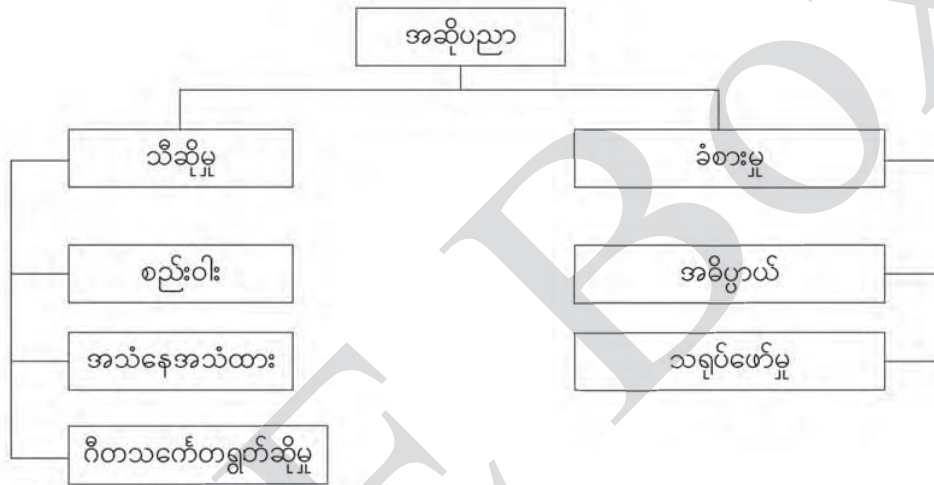 အဆိုပညာ
သီဆိုမှု
ခံစားမှု
စည်းဝါး
အဓိပ္ပာယ်
အသံနေအသံထား
သရုပ်ဖော်မှု
ဂီတသင်္ကေတရွတ်ဆိုမှု